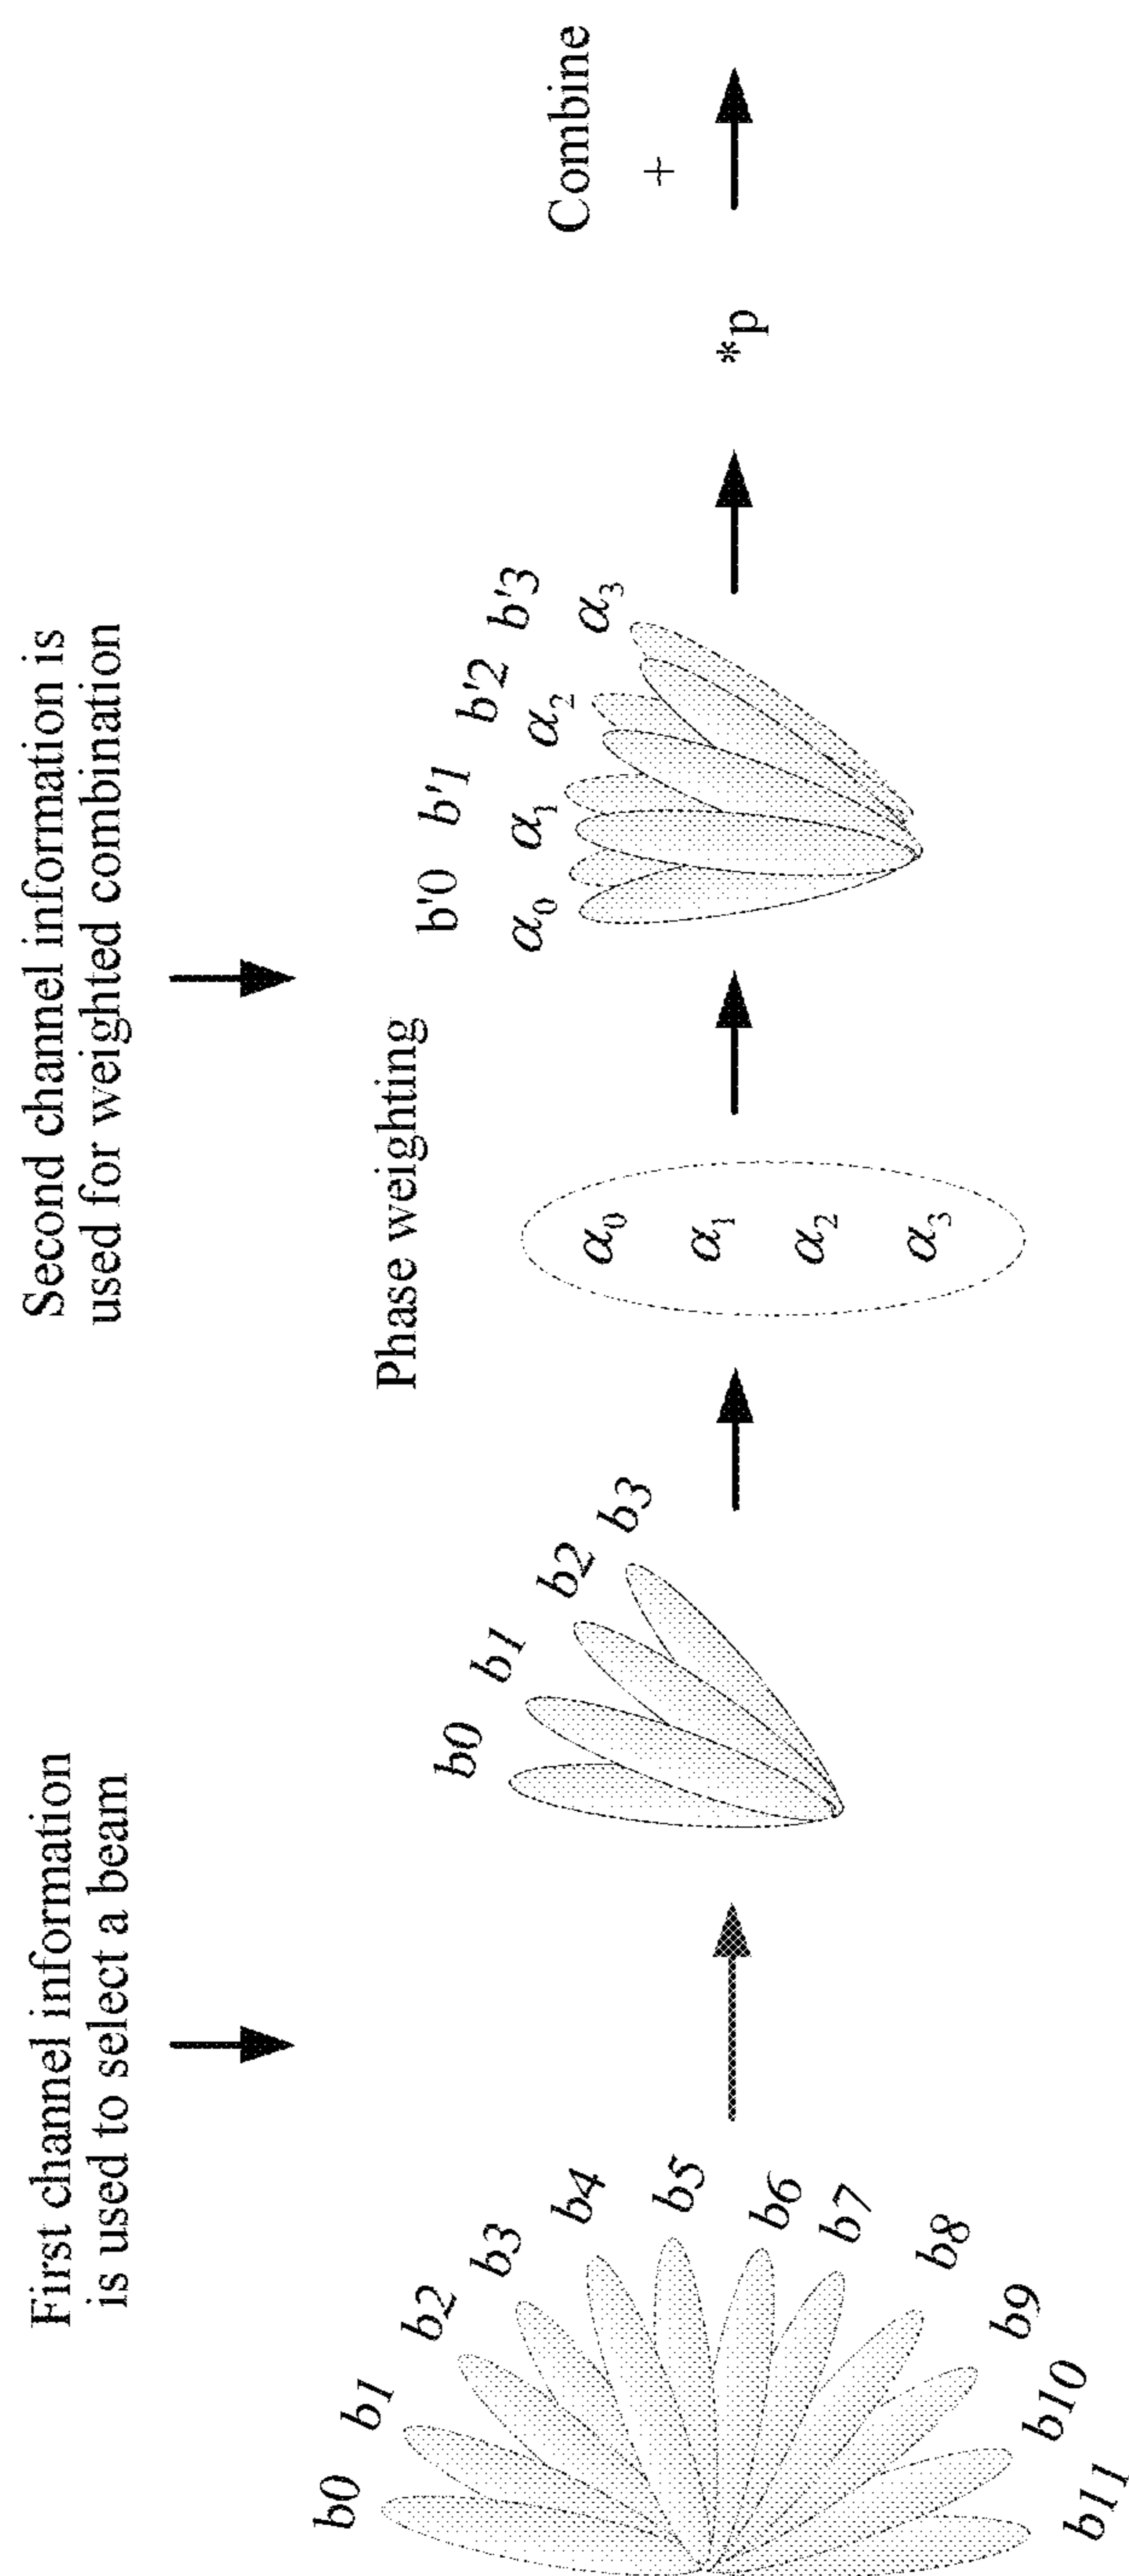 First channel information
is used to select a beam
Second channel information is
used for weighted combination
b0
b1
b2
b3
b4
b5
b6
b7
b8
b9
b10
b11
b0
b1
b2
b3
Phase weighting
α₀
α₁
α₂
α₃
b'0 b'1 b'2 b'3
α₀ α₁ α₂ α₃
*p
Combine
+